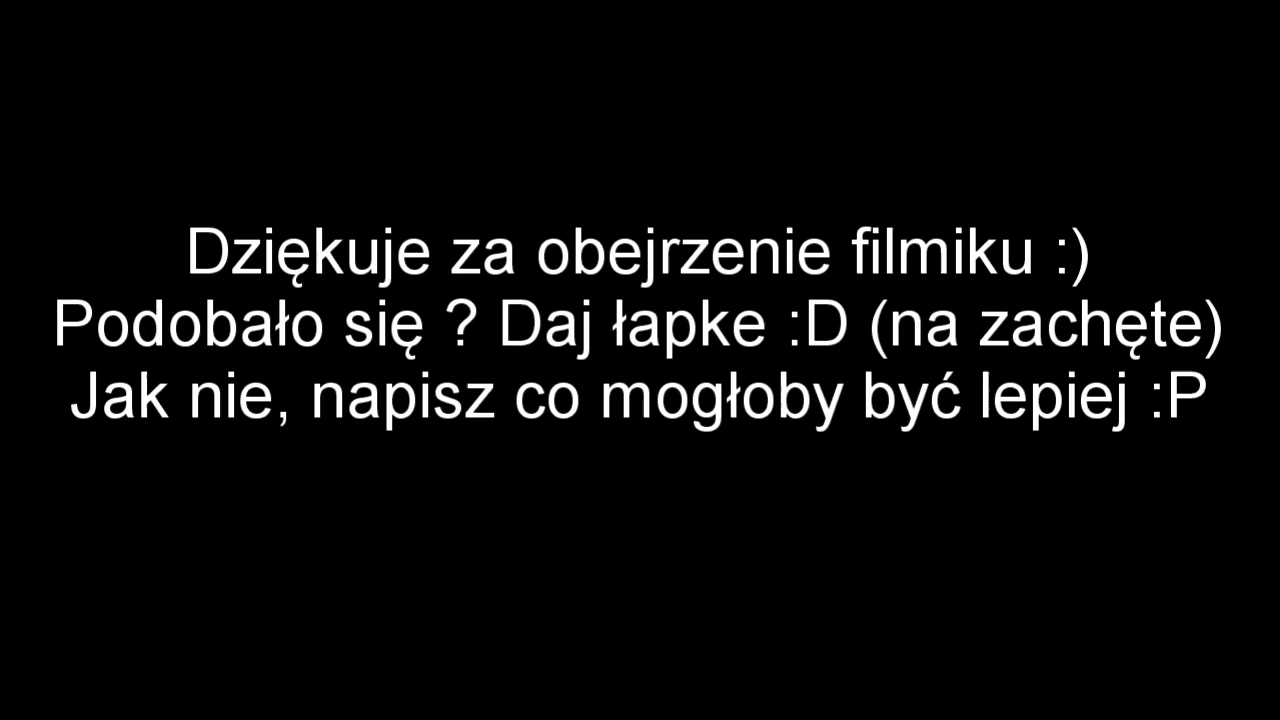 Dziękuje za obejrzenie filmiku :)
Podobało się ? Daj łapke :D (na zachęte)
Jak nie, napisz co mogłoby być lepiej :P